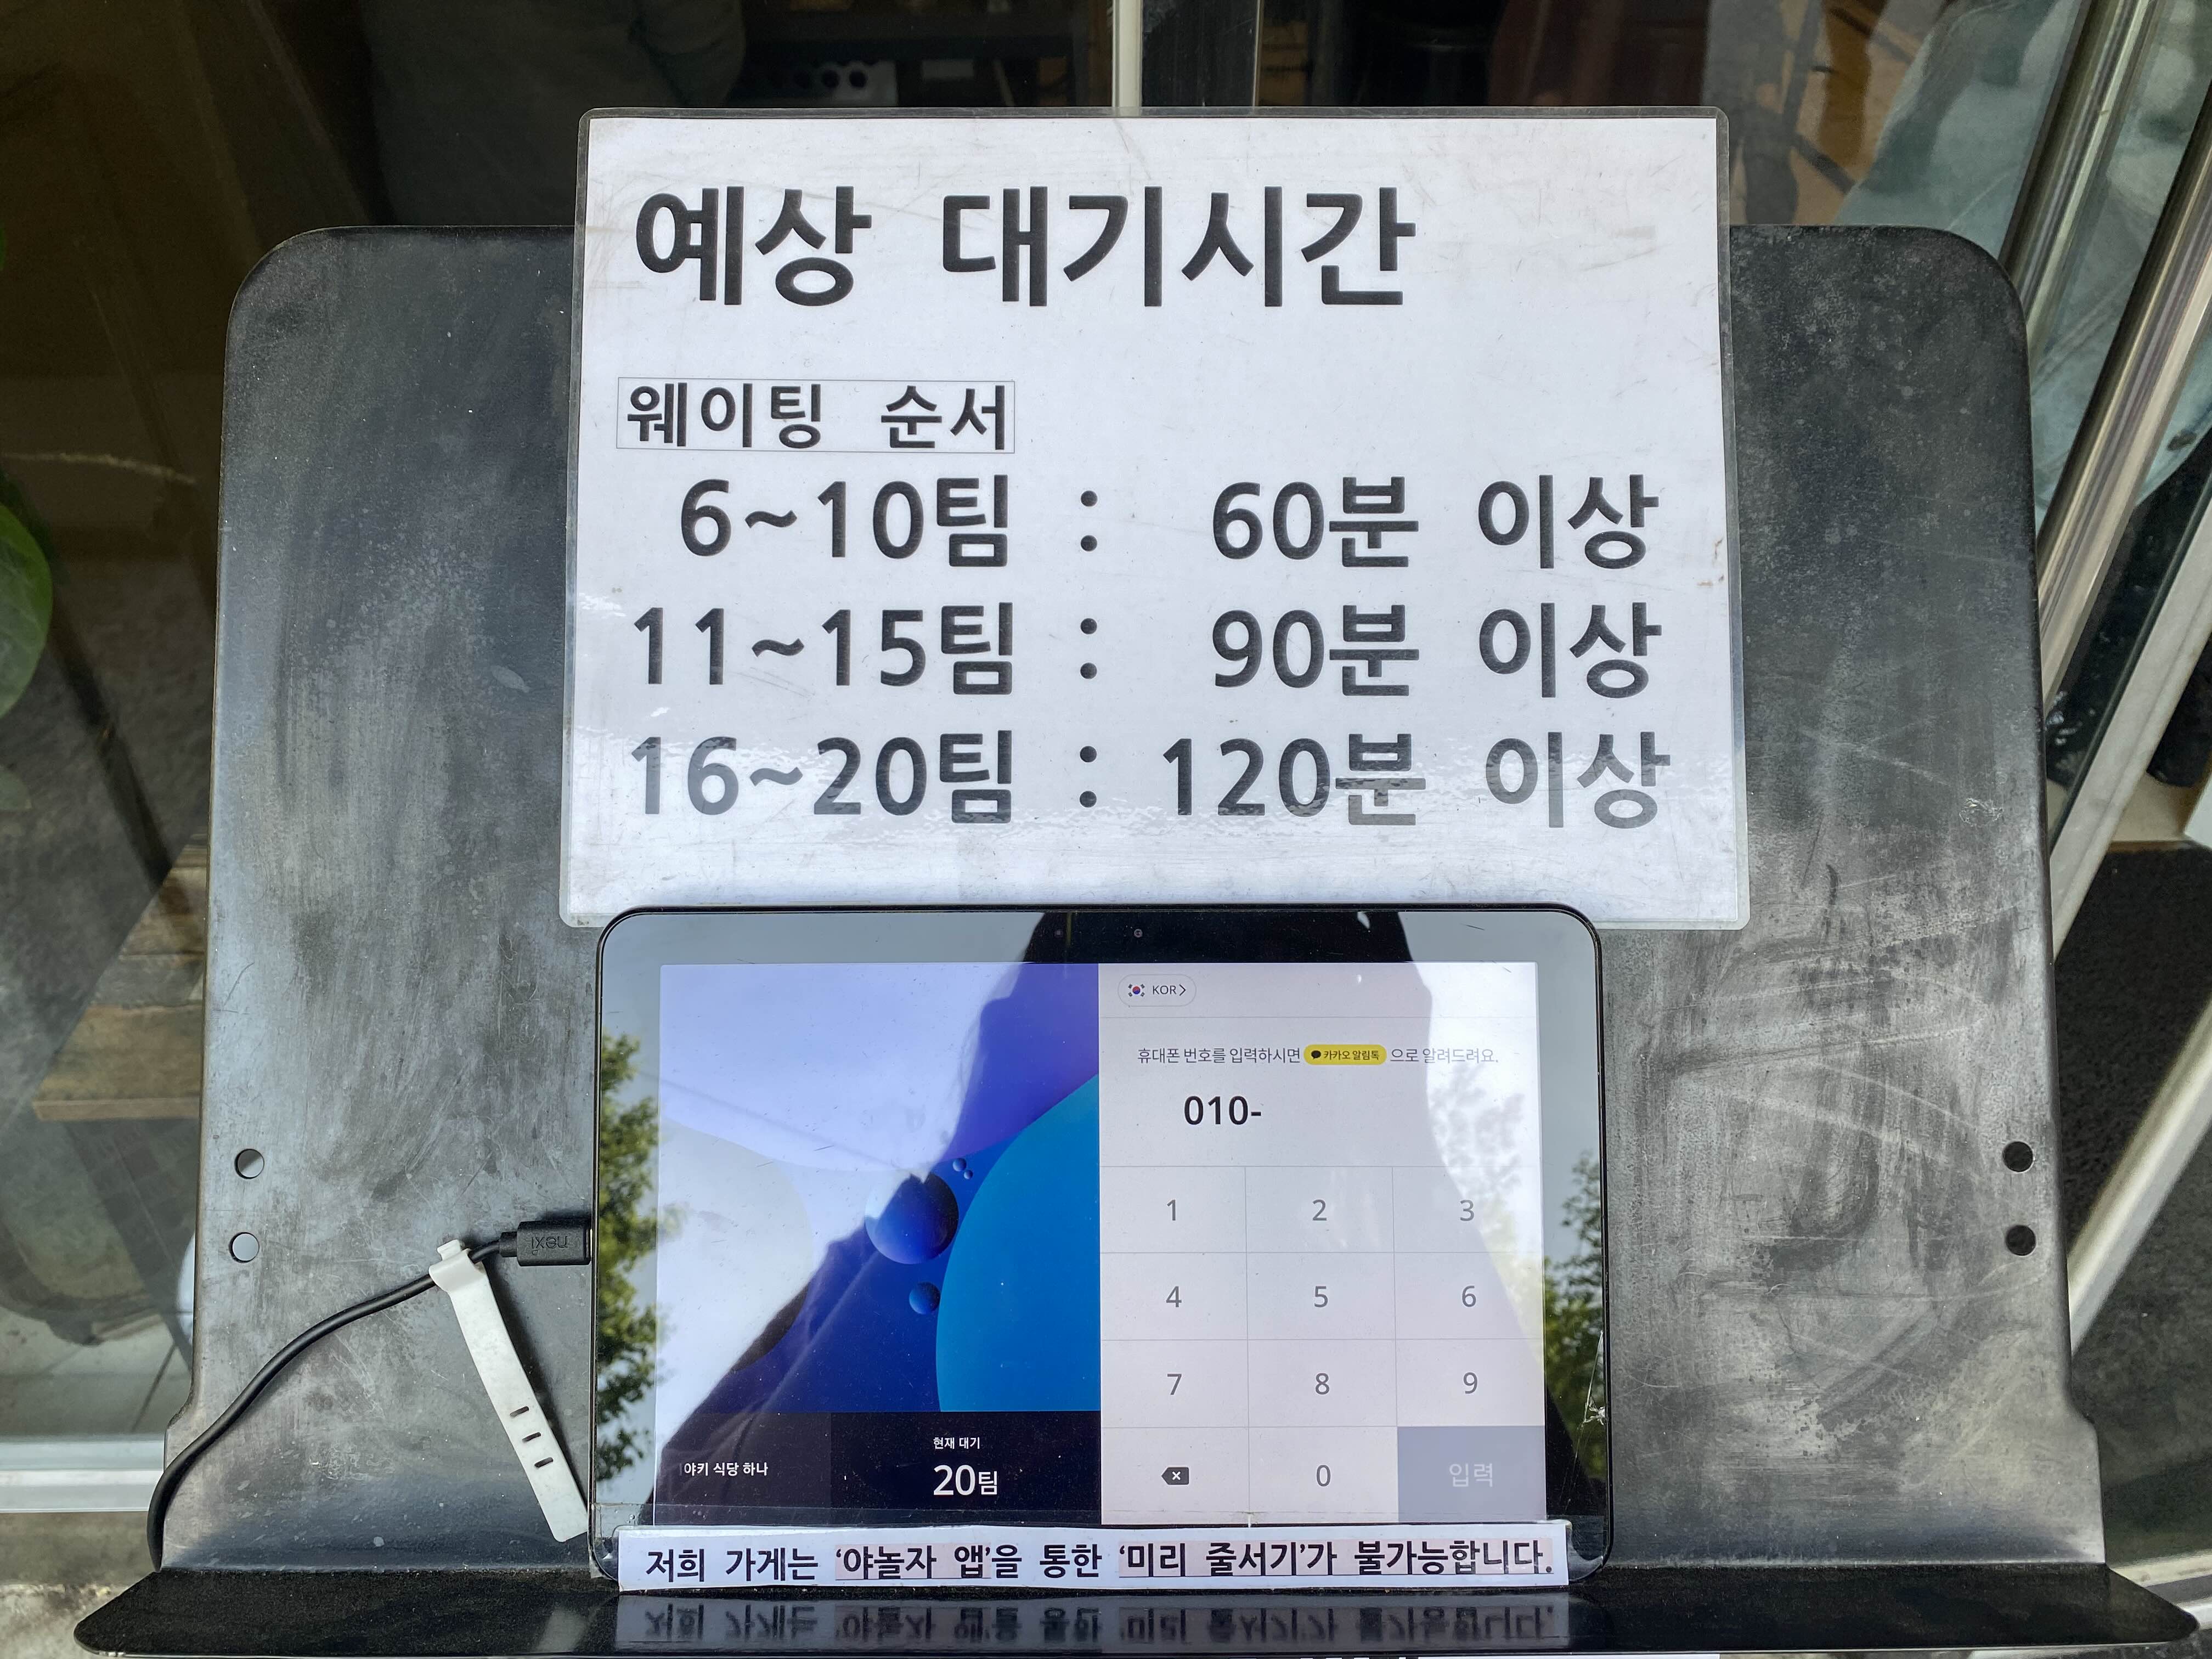 예상 대기시간
웨이팅 순서
6~10팀 : 60분 이상
11~15팀 : 90분 이상
16~20팀 : 120분 이상
KOR>
휴대폰 번호를 입력하시면 카카오 알림톡 으로 알려드려요.
010-
1 2 3
4 5 6
7 8 9
0 입력
현재 대기
야키 식당 하나
20팀
nexi
저희 가게는 '야놀자 앱'을 통한 '미리 줄서기'가 불가능합니다.